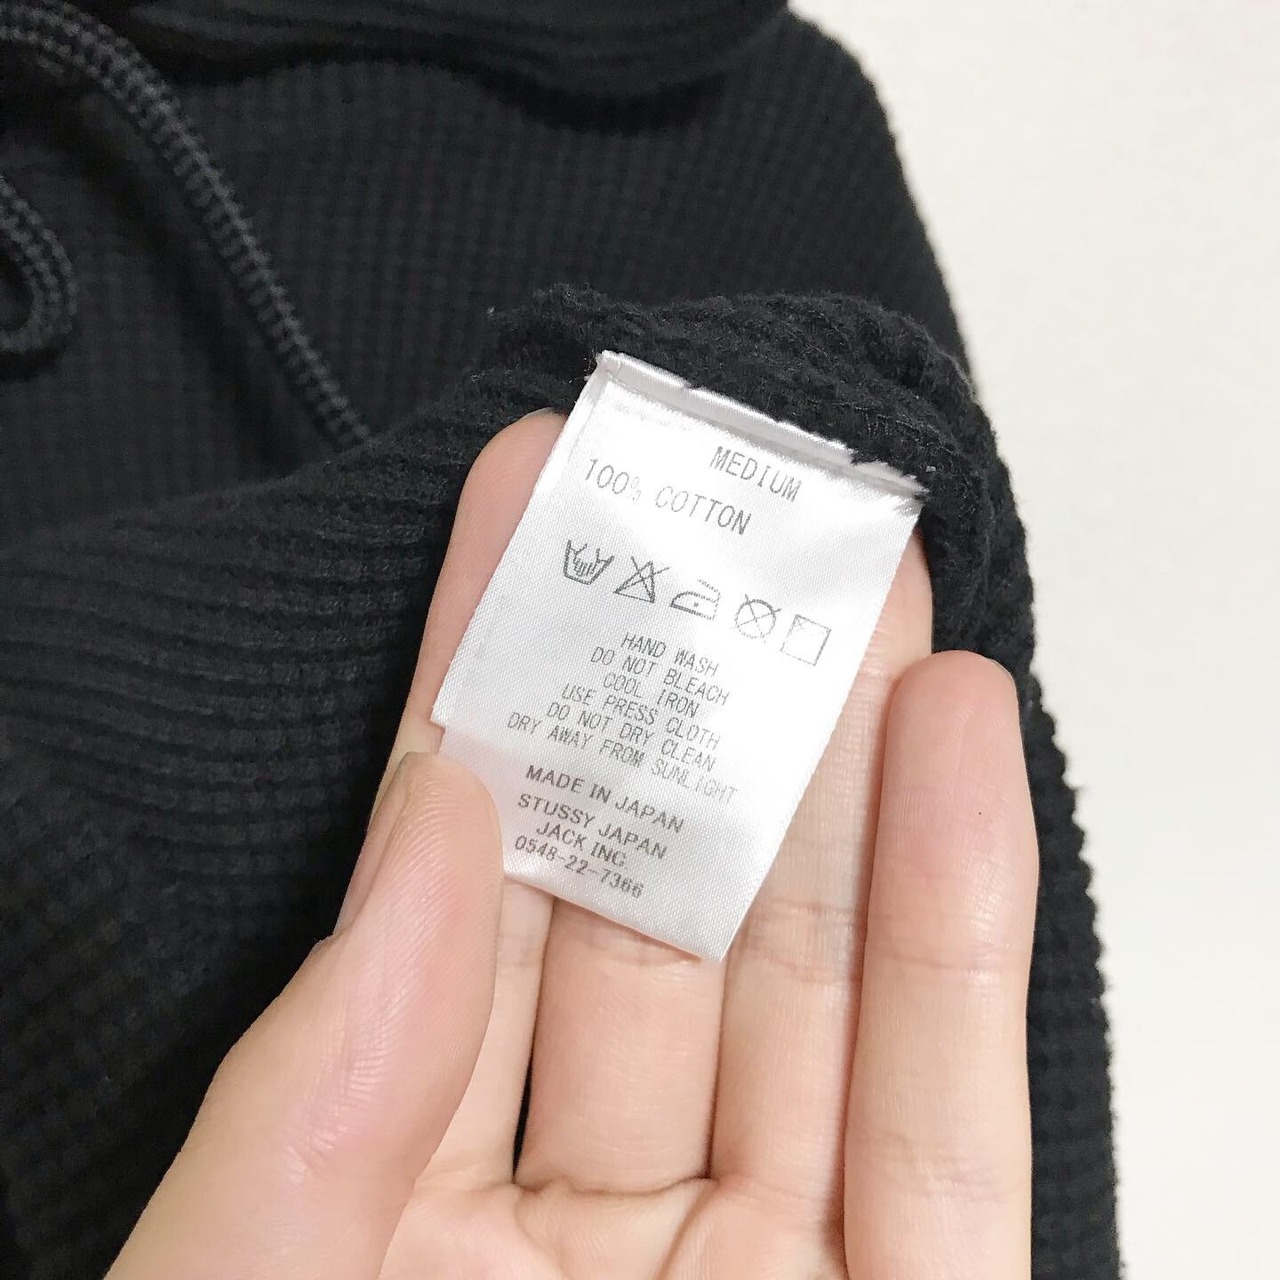 MEDIUM
100% COTTON
HAND WASH
DO NOT BLEACH
COOL IRON
USE PRESS CLOTH
DO NOT DRY CLEAN
DRY AWAY FROM SUNLIGHT
MADE IN JAPAN
STUSSY JAPAN
JACK INC
0548-22-7366